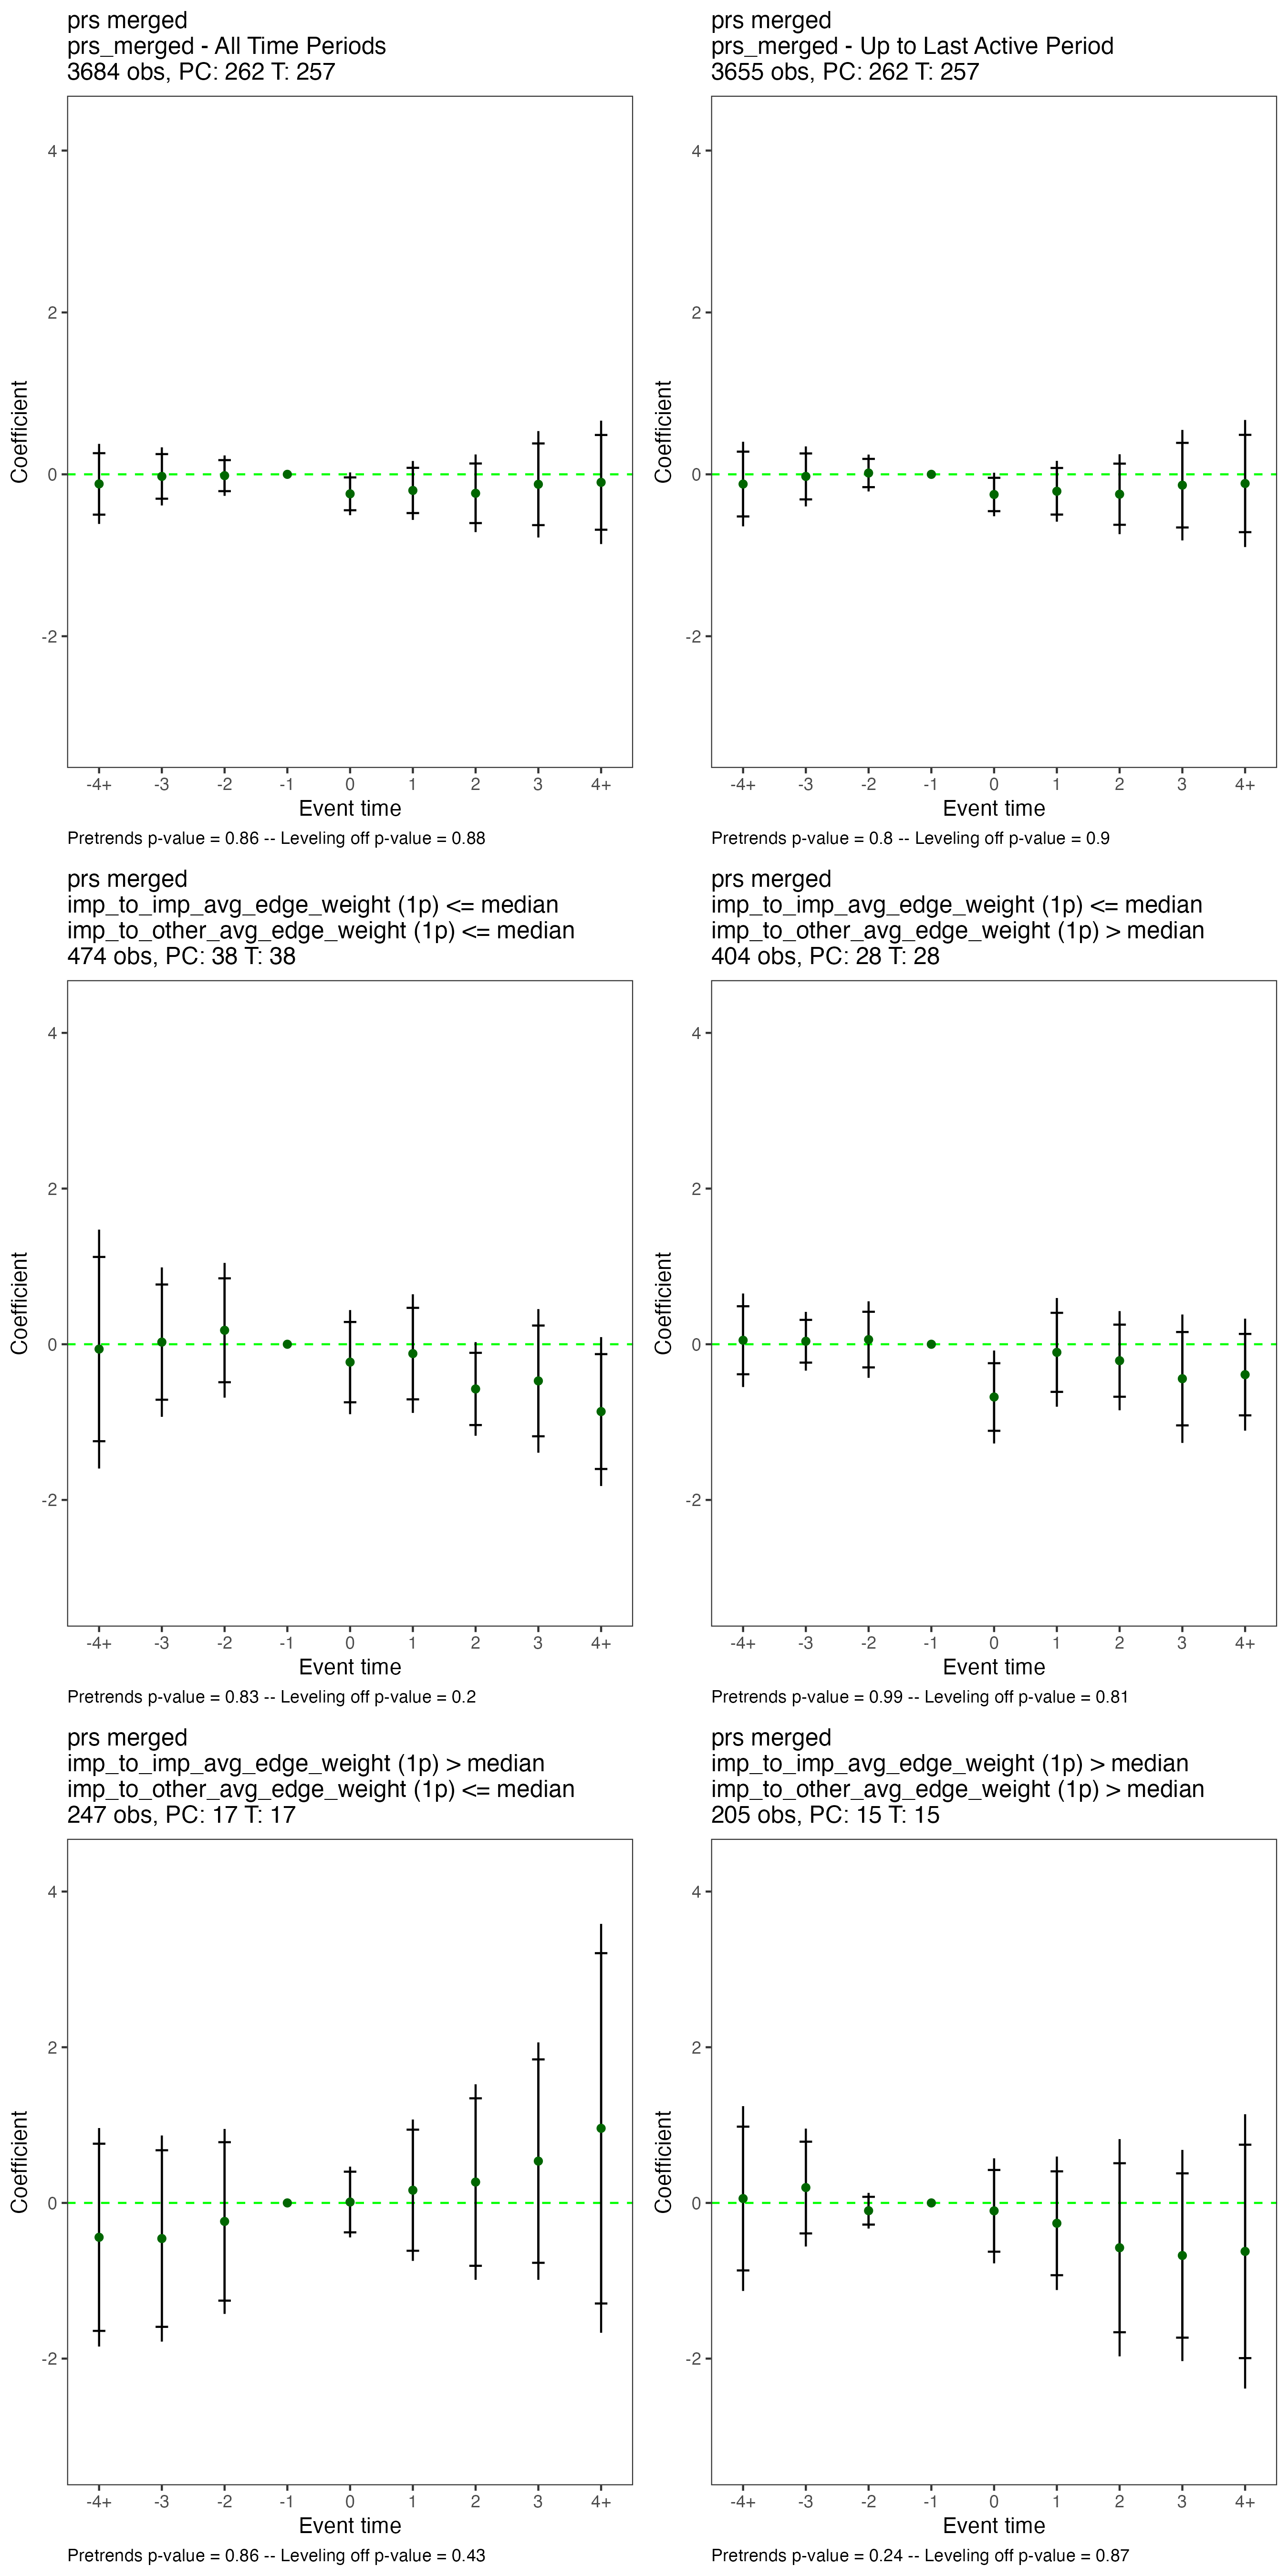 prs merged
prs_merged - All Time Periods
3684 obs, PC: 262 T: 257
4
2
0
-2
Coefficient
-4+ -3 -2 -1 0 1 2 3 4+
Event time
Pretrends p-value = 0.86 -- Leveling off p-value = 0.88
prs merged
prs_merged - Up to Last Active Period
3655 obs, PC: 262 T: 257
4
2
0
-2
Coefficient
-4+ -3 -2 -1 0 1 2 3 4+
Event time
Pretrends p-value = 0.8 -- Leveling off p-value = 0.9
prs merged
imp_to_imp_avg_edge_weight (1p) <= median
imp_to_other_avg_edge_weight (1p) <= median
474 obs, PC: 38 T: 38
4
2
0
-2
Coefficient
-4+ -3 -2 -1 0 1 2 3 4+
Event time
Pretrends p-value = 0.83 -- Leveling off p-value = 0.2
prs merged
imp_to_imp_avg_edge_weight (1p) <= median
imp_to_other_avg_edge_weight (1p) > median
404 obs, PC: 28 T: 28
4
2
0
-2
Coefficient
-4+ -3 -2 -1 0 1 2 3 4+
Event time
Pretrends p-value = 0.99 -- Leveling off p-value = 0.81
prs merged
imp_to_imp_avg_edge_weight (1p) > median
imp_to_other_avg_edge_weight (1p) <= median
247 obs, PC: 17 T: 17
4
2
0
-2
Coefficient
-4+ -3 -2 -1 0 1 2 3 4+
Event time
Pretrends p-value = 0.86 -- Leveling off p-value = 0.43
prs merged
imp_to_imp_avg_edge_weight (1p) > median
imp_to_other_avg_edge_weight (1p) > median
205 obs, PC: 15 T: 15
4
2
0
-2
Coefficient
-4+ -3 -2 -1 0 1 2 3 4+
Event time
Pretrends p-value = 0.24 -- Leveling off p-value = 0.87